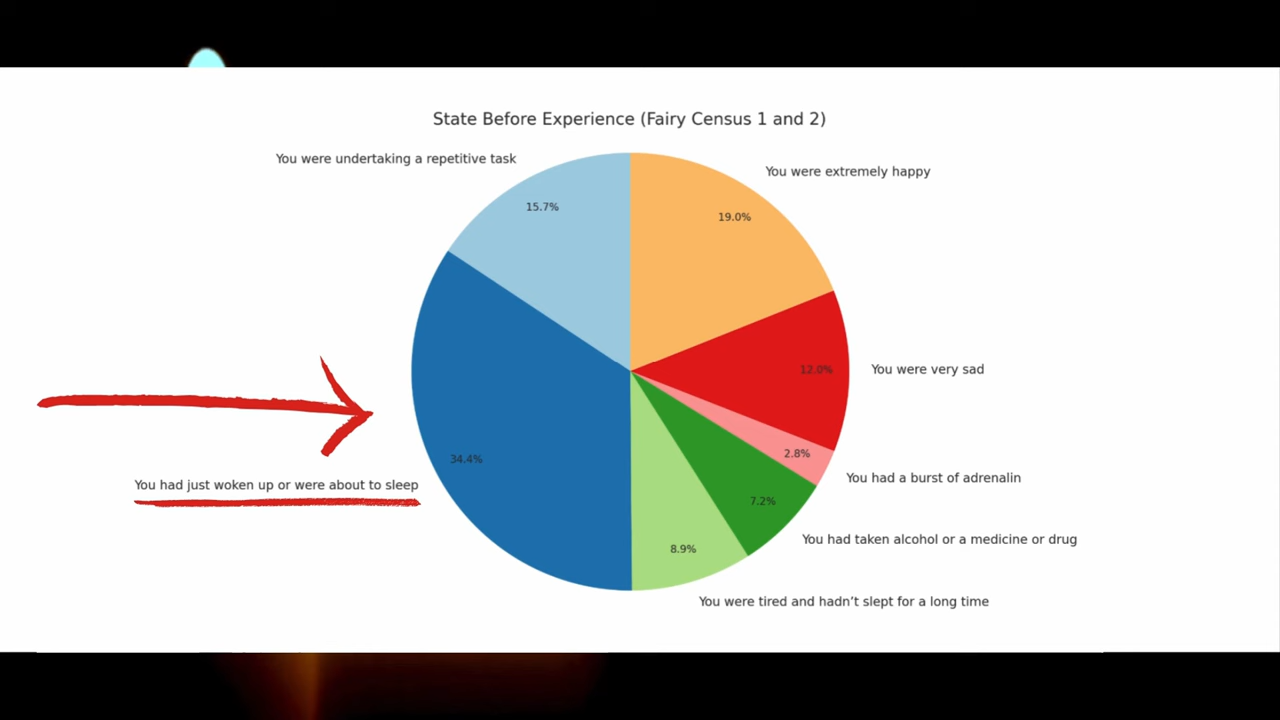 State Before Experience (Fairy Census 1 and 2)
You were undertaking a repetitive task
You were extremely happy
15.7%
19.0%
12.0%
You were very sad
2.8%
34.4%
You had a burst of adrenalin
You had just woken up or were about to sleep
7.2%
You had taken alcohol or a medicine or drug
8.9%
You were tired and hadn’t slept for a long time